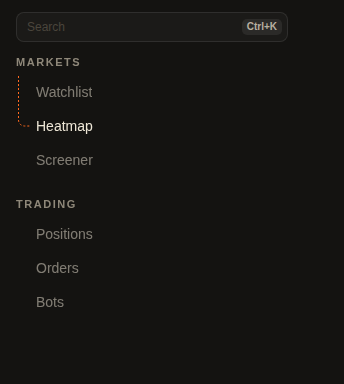 Search Ctrl+K
MARKETS
Watchlist
Heatmap
Screener
TRADING
Positions
Orders
Bots